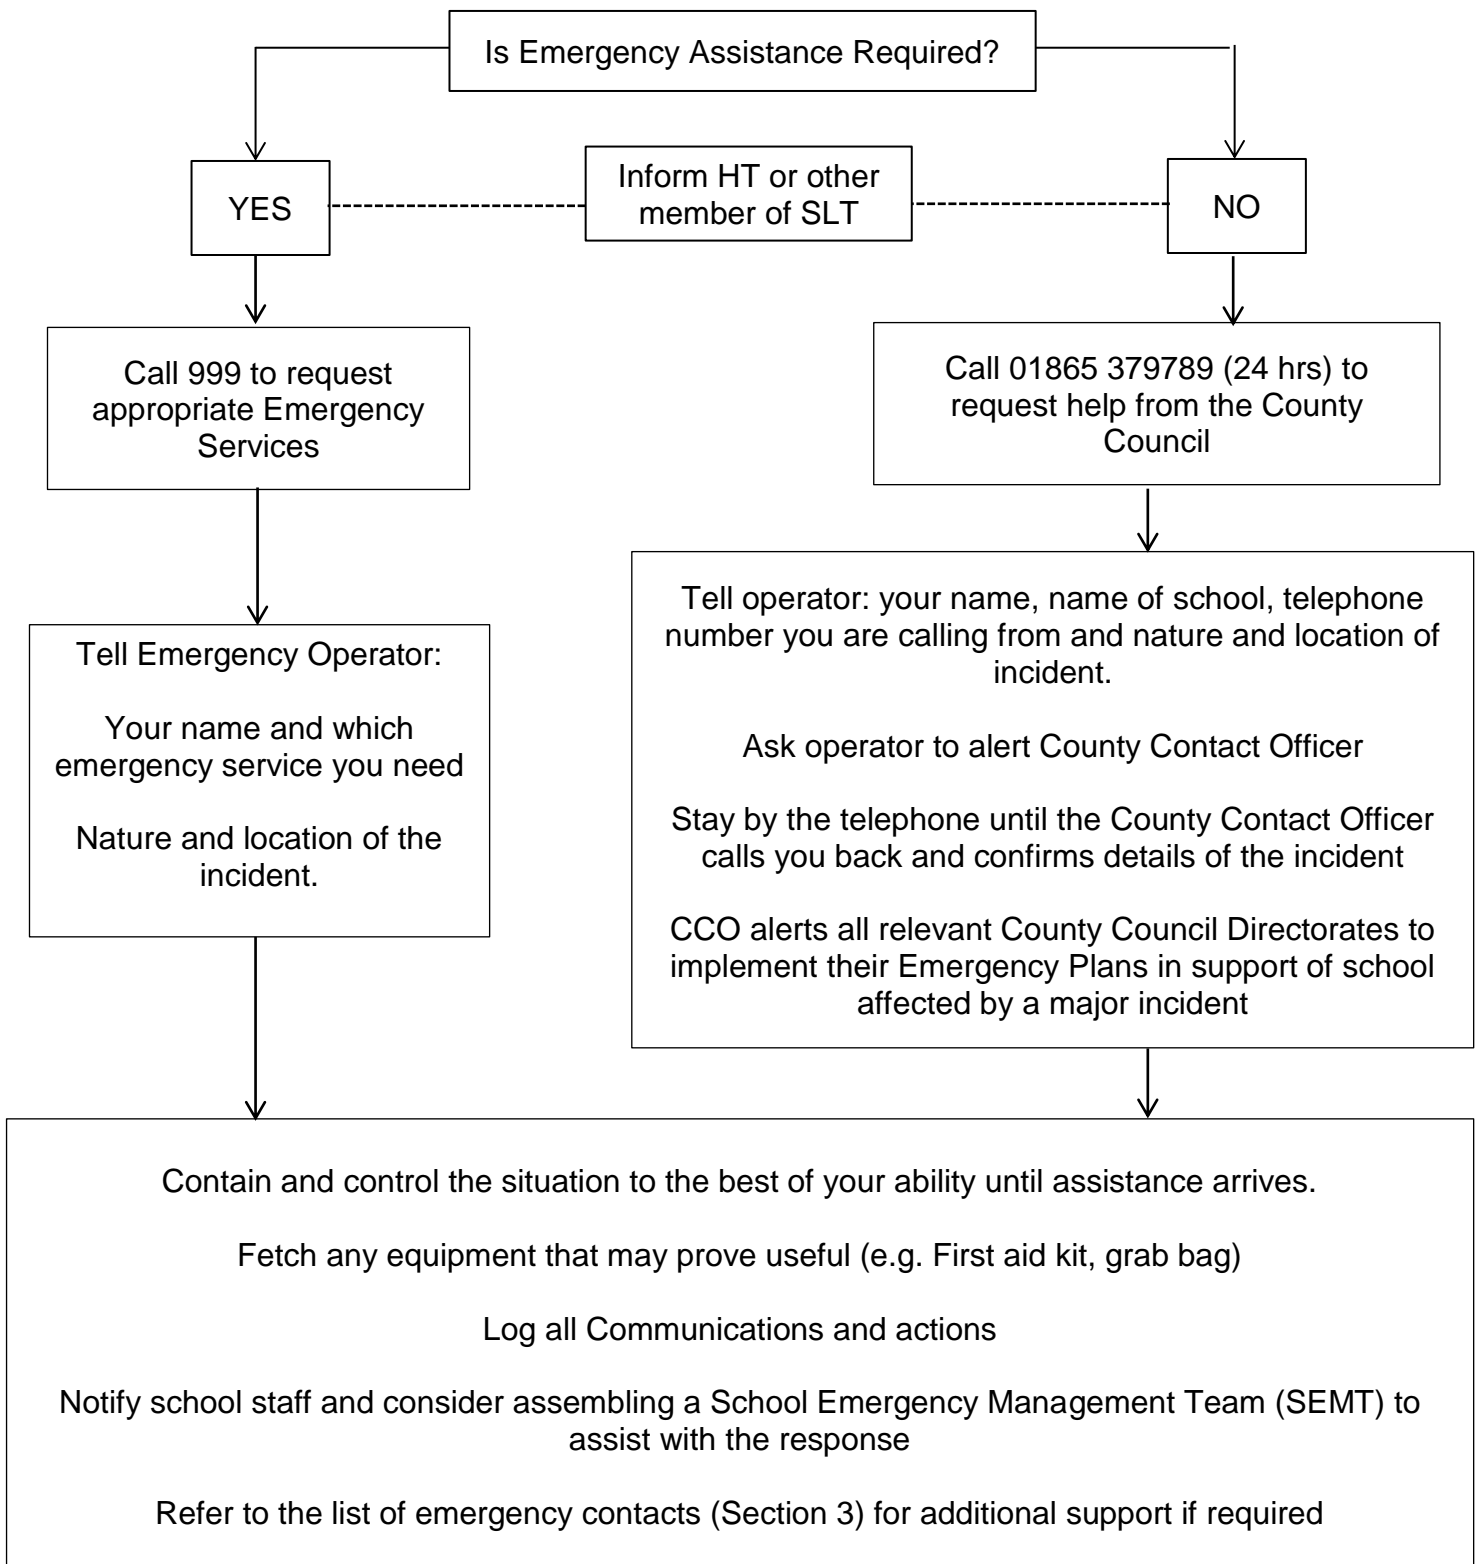 Is Emergency Assistance Required?
YES
Inform HT or other
member of SLT
NO
Call 999 to request
appropriate Emergency
Services
Call 01865 379789 (24 hrs) to
request help from the County
Council
Tell Emergency Operator:
Your name and which
emergency service you need
Nature and location of the
incident.
Tell operator: your name, name of school, telephone
number you are calling from and nature and location of
incident.
Ask operator to alert County Contact Officer
Stay by the telephone until the County Contact Officer
calls you back and confirms details of the incident
CCO alerts all relevant County Council Directorates to
implement their Emergency Plans in support of school
affected by a major incident
Contain and control the situation to the best of your ability until assistance arrives.
Fetch any equipment that may prove useful (e.g. First aid kit, grab bag)
Log all Communications and actions
Notify school staff and consider assembling a School Emergency Management Team (SEMT) to
assist with the response
Refer to the list of emergency contacts (Section 3) for additional support if required